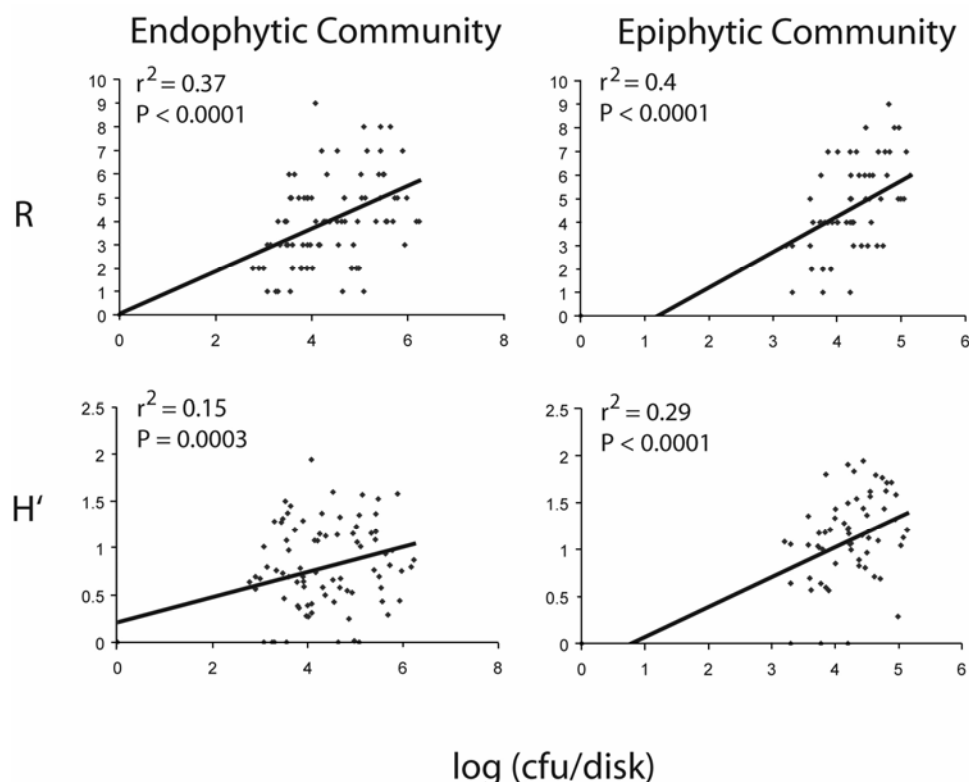 Endophytic Community
Epiphytic Community
r² = 0.37
P < 0.0001
10
9
8
7
6
5
4
3
2
1
0
0 2 4 6 8
r² = 0.4
P < 0.0001
10
9
8
7
6
5
4
3
2
1
0
0 1 2 3 4 5 6
R
r² = 0.15
P = 0.0003
2.5
2
1.5
1
0.5
0
0 2 4 6 8
r² = 0.29
P < 0.0001
2.5
2
1.5
1
0.5
0
0 1 2 3 4 5 6
H‘
log (cfu/disk)